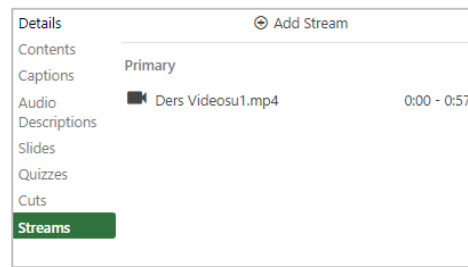 Details
Contents
Captions
Audio
Descriptions
Slides
Quizzes
Cuts
Streams
Add Stream
Primary
Ders Videosu1.mp4 0:00 - 0:57